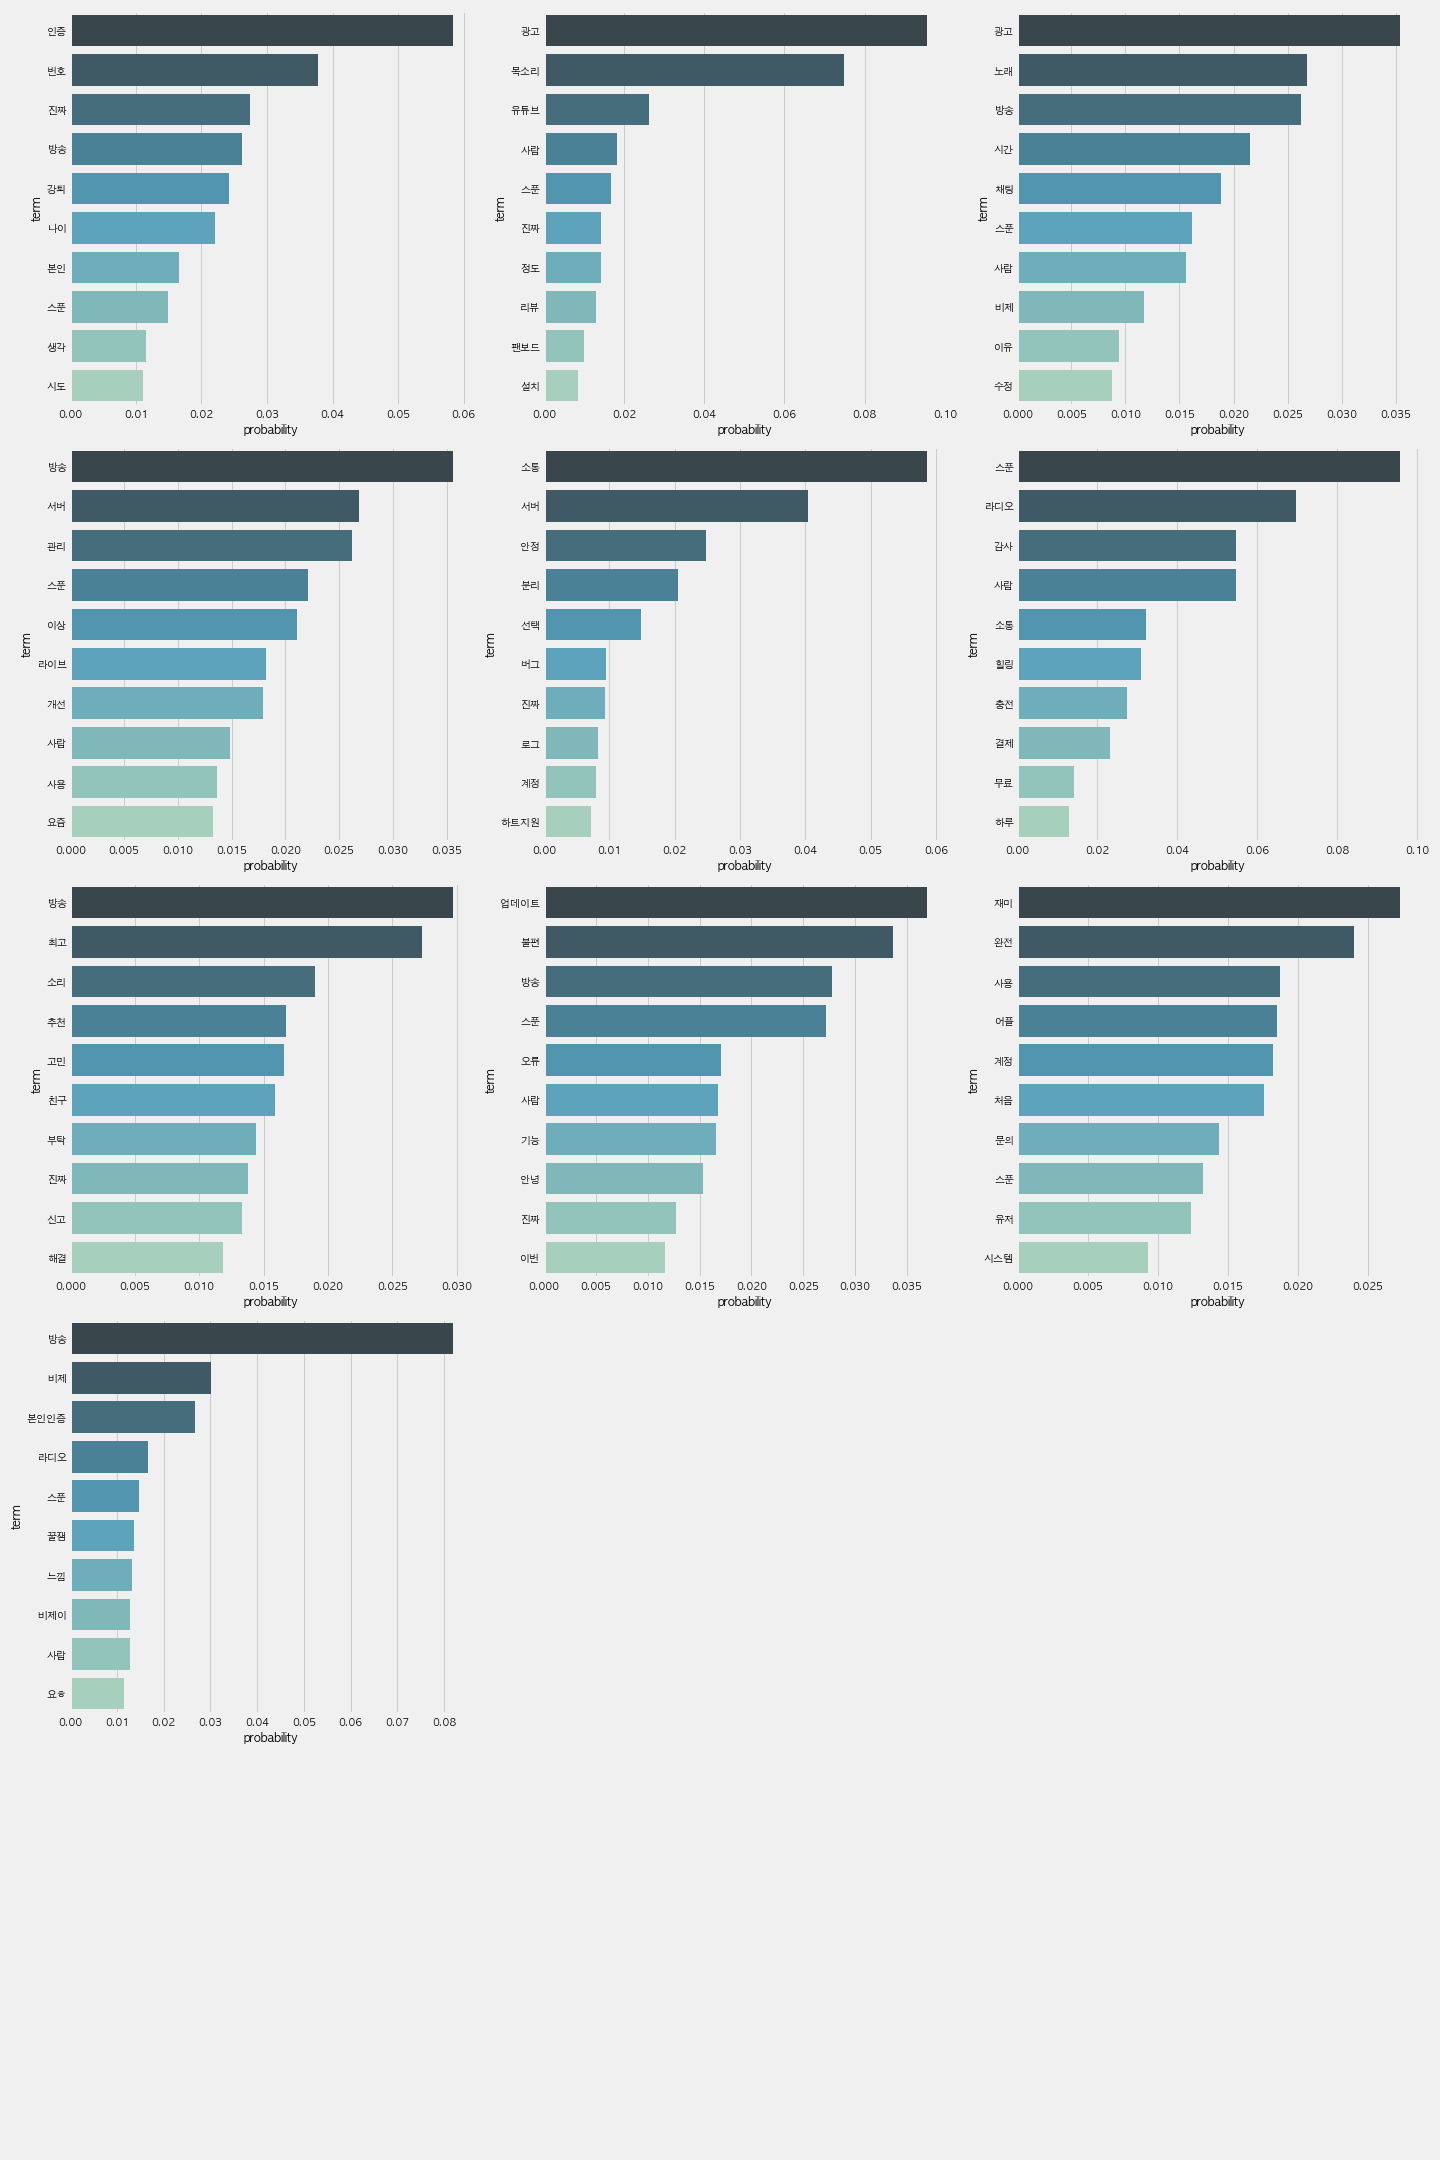 인증
번호
진짜
방송
강퇴
나이
본인
스푼
생각
시도
term
0.00 0.01 0.02 0.03 0.04 0.05 0.06
probability
광고
목소리
유튜브
사람
스푼
진짜
정도
리뷰
팬보드
설치
term
0.00 0.02 0.04 0.06 0.08 0.10
probability
광고
노래
방송
시간
채팅
스푼
사람
비제
이유
수정
term
0.000 0.005 0.010 0.015 0.020 0.025 0.030 0.035
probability
방송
서버
관리
스푼
이상
라이브
개선
사람
사용
요즘
term
0.000 0.005 0.010 0.015 0.020 0.025 0.030 0.035
probability
소통
서버
안정
분리
선택
버그
진짜
로그
계정
하트지원
term
0.00 0.01 0.02 0.03 0.04 0.05 0.06
probability
스푼
라디오
감사
사람
소통
힐링
충전
결제
무료
하루
term
0.00 0.02 0.04 0.06 0.08 0.10
probability
방송
최고
소리
추천
고민
친구
부탁
진짜
신고
해결
term
0.000 0.005 0.010 0.015 0.020 0.025 0.030
probability
업데이트
불편
방송
스푼
오류
사람
기능
안녕
진짜
이번
term
0.000 0.005 0.010 0.015 0.020 0.025 0.030 0.035
probability
재미
완전
사용
어플
계정
처음
문의
스푼
유저
시스템
term
0.000 0.005 0.010 0.015 0.020 0.025
probability
방송
비제
본인인증
라디오
스푼
꿀잼
느낌
비제이
사람
요ㅎ
term
0.00 0.01 0.02 0.03 0.04 0.05 0.06 0.07 0.08
probability